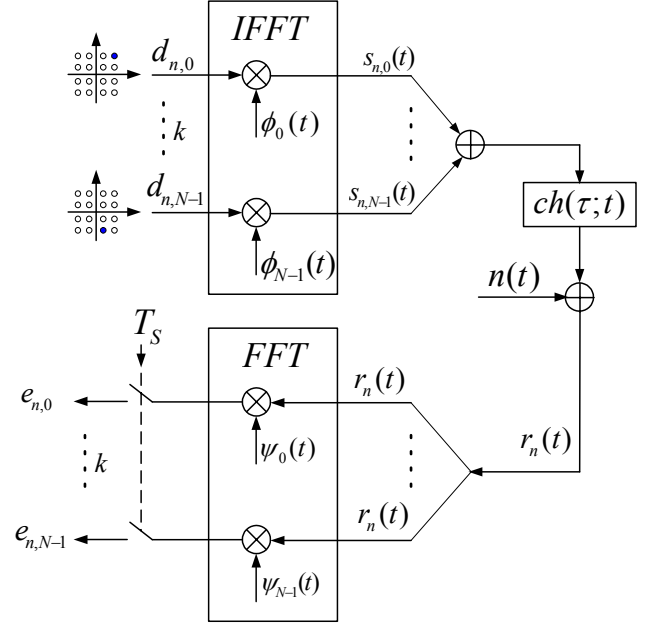 IFFT
d_{n,0}
s_{n,0}(t)
ϕ_0(t)
k
d_{n,N-1}
s_{n,N-1}(t)
ϕ_{N-1}(t)
ch(τ;t)
n(t)
T_S
FFT
e_{n,0}
r_n(t)
ψ_0(t)
r_n(t)
k
r_n(t)
e_{n,N-1}
ψ_{N-1}(t)